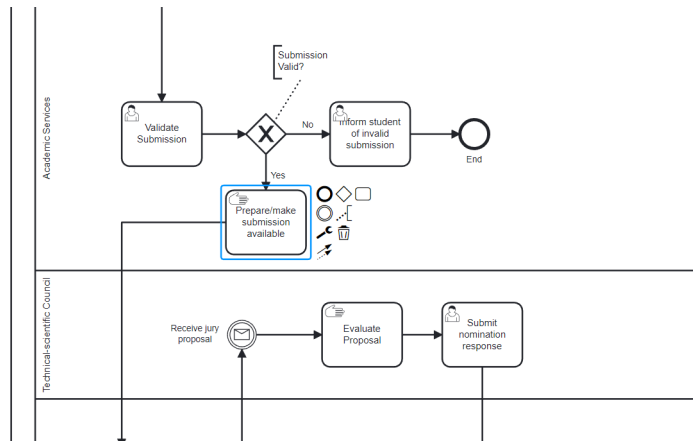 Academic Services
Submission
Valid?
Validate
Submission
No
Inform student
of invalid
submission
End
Yes
Prepare/make
submission
available
Technical-scientific Council
Receive jury
proposal
Evaluate
Proposal
Submit
nomination
response